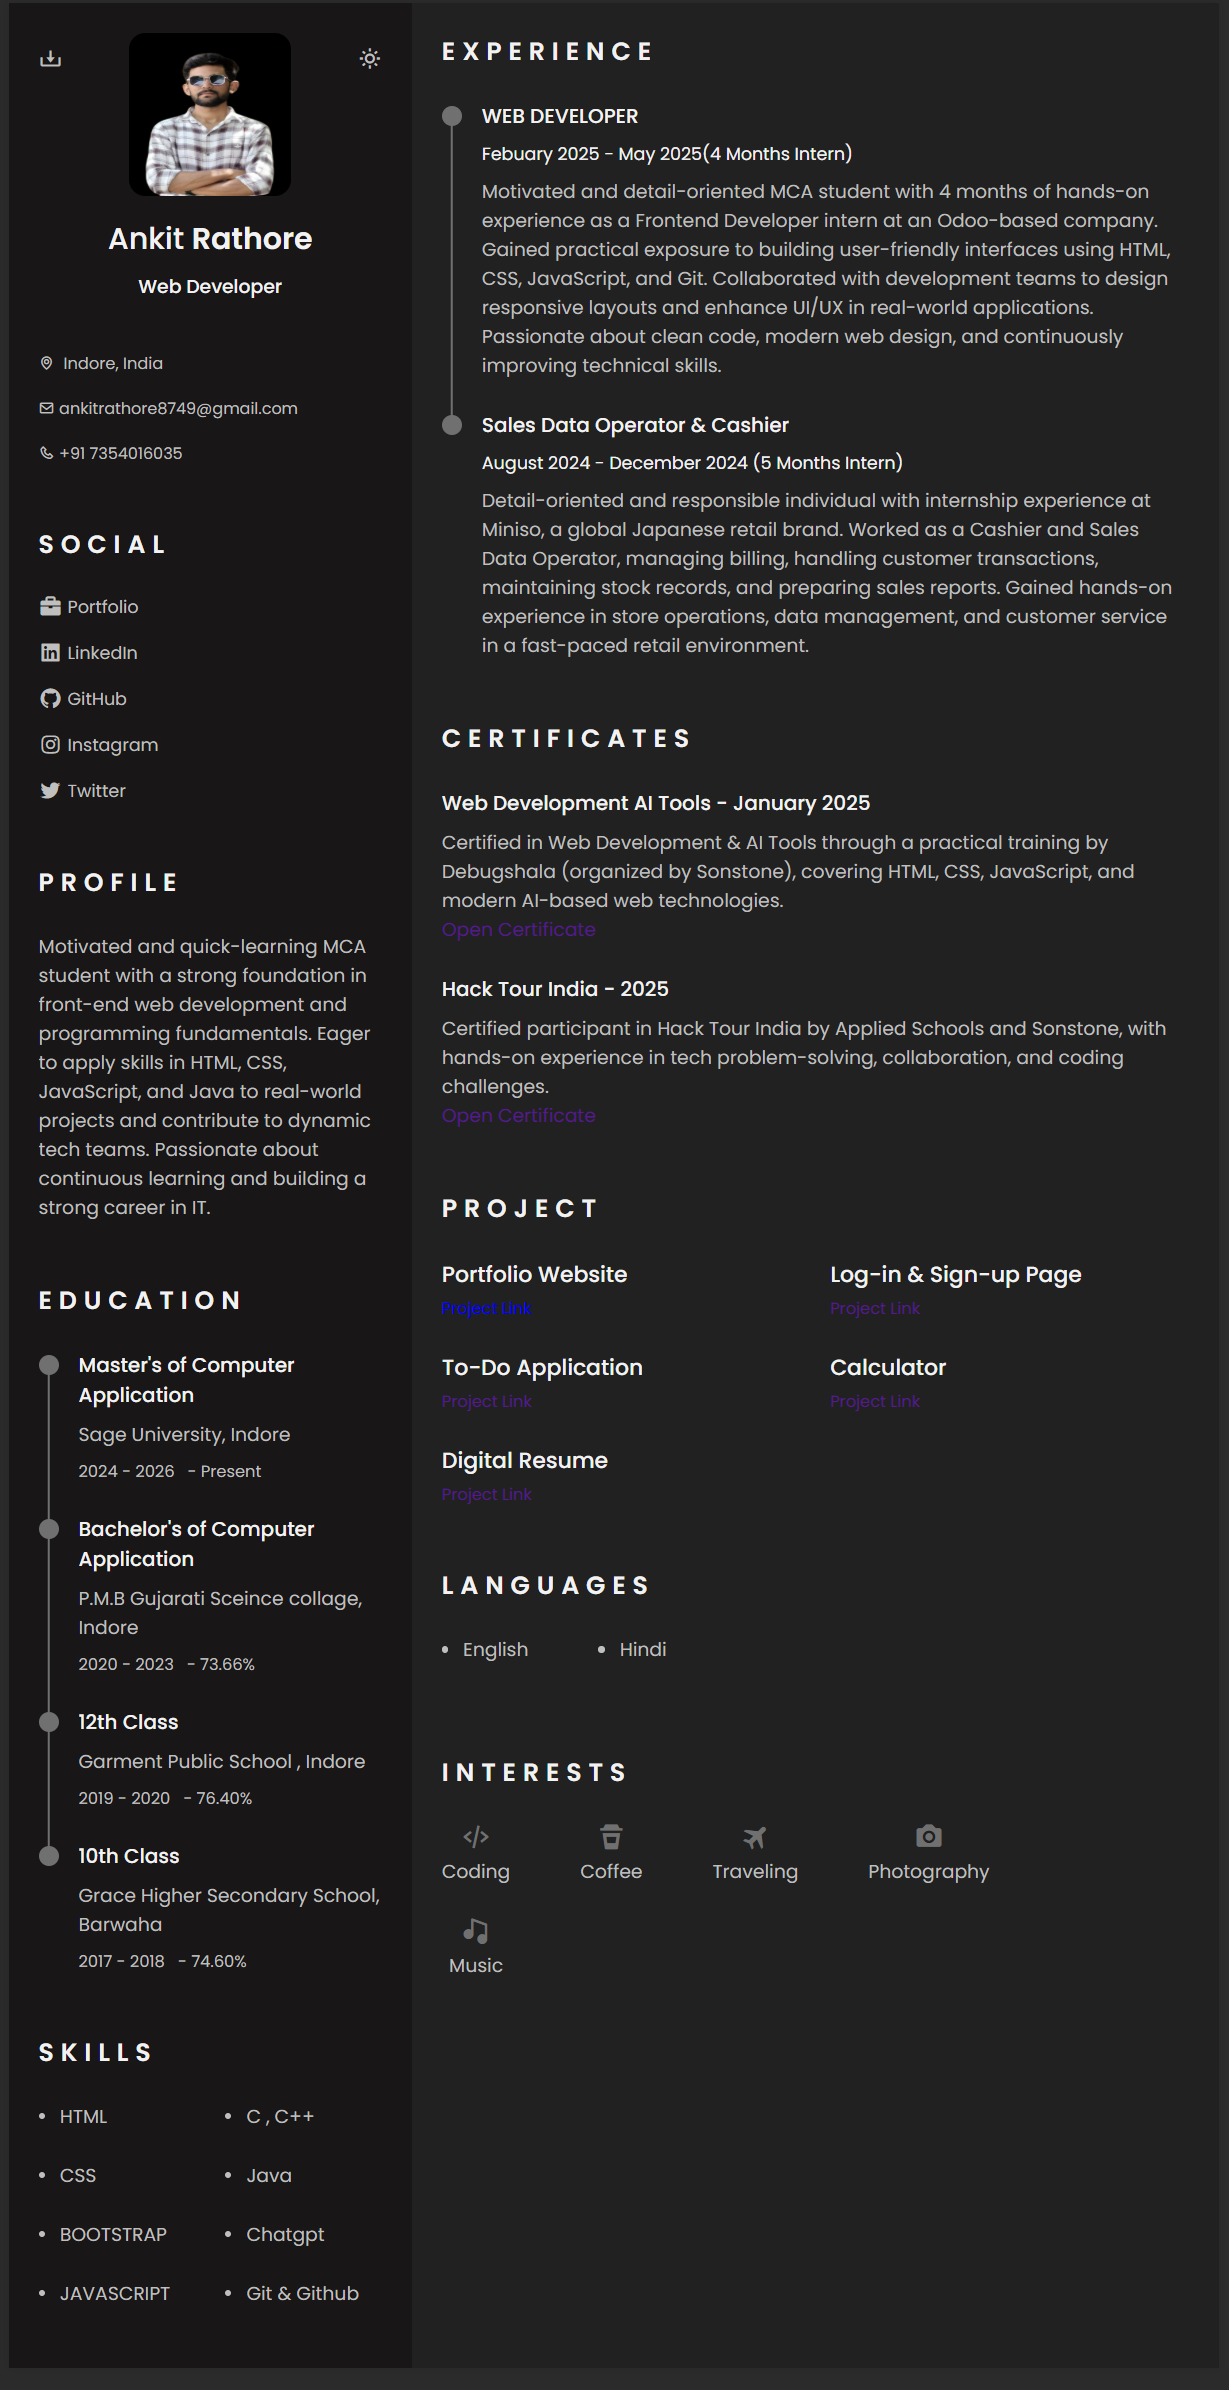 Ankit Rathore
Web Developer
Indore, India
ankitrathore8749@gmail.com
+91 7354016035
SOCIAL
Portfolio
LinkedIn
GitHub
Instagram
Twitter
PROFILE
Motivated and quick-learning MCA
student with a strong foundation in
front-end web development and
programming fundamentals. Eager
to apply skills in HTML, CSS,
JavaScript, and Java to real-world
projects and contribute to dynamic
tech teams. Passionate about
continuous learning and building a
strong career in IT.
EDUCATION
Master's of Computer
Application
Sage University, Indore
2024 - 2026 - Present
Bachelor's of Computer
Application
P.M.B Gujarati Sceince collage,
Indore
2020 - 2023 - 73.66%
12th Class
Garment Public School , Indore
2019 - 2020 - 76.40%
10th Class
Grace Higher Secondary School,
Barwaha
2017 - 2018 - 74.60%
SKILLS
• HTML
• C , C++
• CSS
• Java
• BOOTSTRAP
• Chatgpt
• JAVASCRIPT
• Git & Github
EXPERIENCE
WEB DEVELOPER
Febuary 2025 - May 2025(4 Months Intern)
Motivated and detail-oriented MCA student with 4 months of hands-on
experience as a Frontend Developer intern at an Odoo-based company.
Gained practical exposure to building user-friendly interfaces using HTML,
CSS, JavaScript, and Git. Collaborated with development teams to design
responsive layouts and enhance UI/UX in real-world applications.
Passionate about clean code, modern web design, and continuously
improving technical skills.
Sales Data Operator & Cashier
August 2024 - December 2024 (5 Months Intern)
Detail-oriented and responsible individual with internship experience at
Miniso, a global Japanese retail brand. Worked as a Cashier and Sales
Data Operator, managing billing, handling customer transactions,
maintaining stock records, and preparing sales reports. Gained hands-on
experience in store operations, data management, and customer service
in a fast-paced retail environment.
CERTIFICATES
Web Development AI Tools - January 2025
Certified in Web Development & AI Tools through a practical training by
Debugshala (organized by Sonstone), covering HTML, CSS, JavaScript, and
modern AI-based web technologies.
Open Certificate
Hack Tour India - 2025
Certified participant in Hack Tour India by Applied Schools and Sonstone, with
hands-on experience in tech problem-solving, collaboration, and coding
challenges.
Open Certificate
PROJECT
Portfolio Website
Project Link
Log-in & Sign-up Page
Project Link
To-Do Application
Project Link
Calculator
Project Link
Digital Resume
Project Link
LANGUAGES
• English
• Hindi
INTERESTS
Coding
Coffee
Traveling
Photography
Music